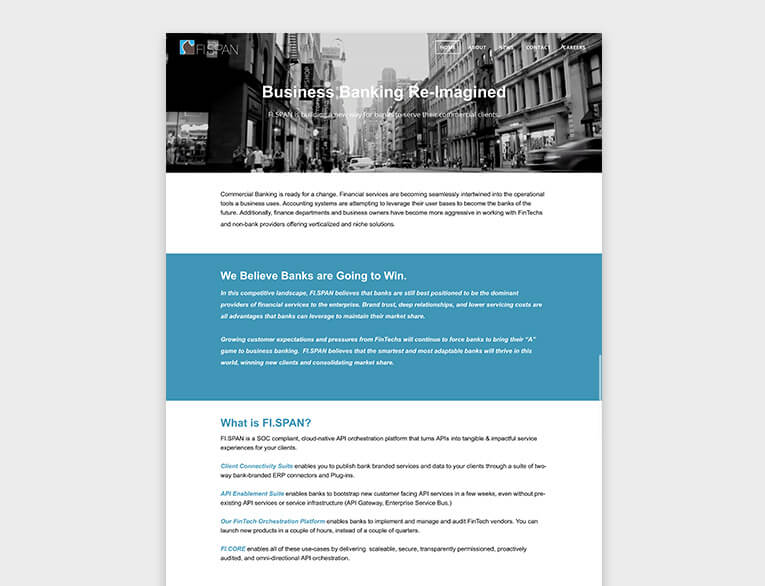 FI.SPAN
HOME ABOUT NEWS CONTACT CAREERS
Business Banking Re-Imagined
FI.SPAN is building a new way for banks to serve their commercial clients.
Commercial Banking is ready for a change. Financial services are becoming seamlessly intertwined into the operational
tools a business uses. Accounting systems are attempting to leverage their user bases to become the banks of the
future. Additionally, finance departments and business owners have become more aggressive in working with FinTechs
and non-bank providers offering verticalized and niche solutions.
We Believe Banks are Going to Win.
In this competitive landscape, FI.SPAN believes that banks are still best positioned to be the dominant
providers of financial services to the enterprise. Brand trust, deep relationships, and lower servicing costs are
all advantages that banks can leverage to maintain their market share.
Growing customer expectations and pressures from FinTechs will continue to force banks to bring their "A"
game to business banking. FI.SPAN believes that the smartest and most adaptable banks will thrive in this
world, winning new clients and consolidating market share.
What is FI.SPAN?
FI.SPAN is a SOC compliant, cloud-native API orchestration platform that turns APIs into tangible & impactful service
experiences for your clients.
Client Connectivity Suite enables you to publish bank branded services and data to your clients through a suite of two-
way bank-branded ERP connectors and Plug-ins.
API Enablement Suite enables banks to bootstrap new customer facing API services in a few weeks, even without pre-
existing API services or service infrastructure (API Gateway, Enterprise Service Bus.)
Our FinTech Orchestration Platform enables banks to implement and manage and audit FinTech vendors. You can
launch new products in a couple of hours, instead of a couple of quarters.
FI.CORE enables all of these use-cases by delivering scaleable, secure, transparently permissioned, proactively
audited, and omni-directional API orchestration.